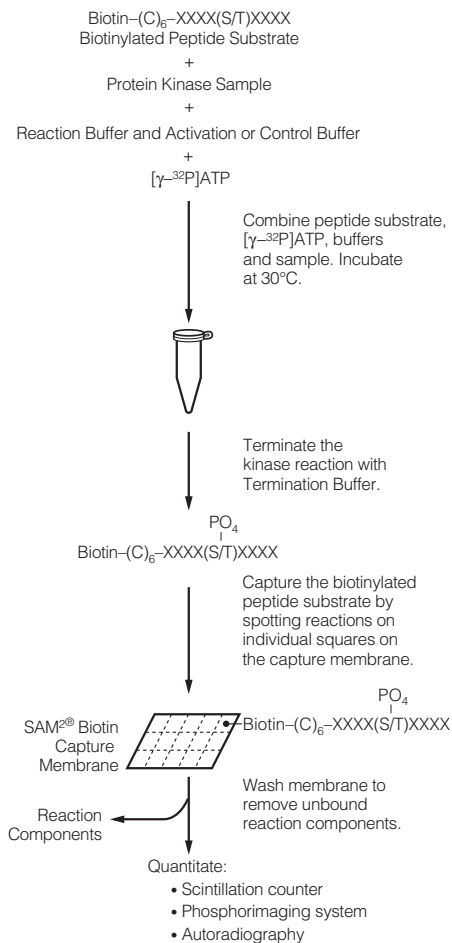 Biotin–(C)₆–XXXX(S/T)XXXX
Biotinylated Peptide Substrate
+
Protein Kinase Sample
+
Reaction Buffer and Activation or Control Buffer
+
[γ–³²P]ATP
Combine peptide substrate,
[γ–³²P]ATP, buffers
and sample. Incubate
at 30°C.
Terminate the
kinase reaction with
Termination Buffer.
PO₄
Biotin–(C)₆–XXXX(S/T)XXXX
Capture the biotinylated
peptide substrate by
spotting reactions on
individual squares on
the capture membrane.
PO₄
Biotin–(C)₆–XXXX(S/T)XXXX
SAM²® Biotin
Capture
Membrane
Wash membrane to
remove unbound
reaction components.
Reaction
Components
Quantitate:
• Scintillation counter
• Phosphorimaging system
• Autoradiography